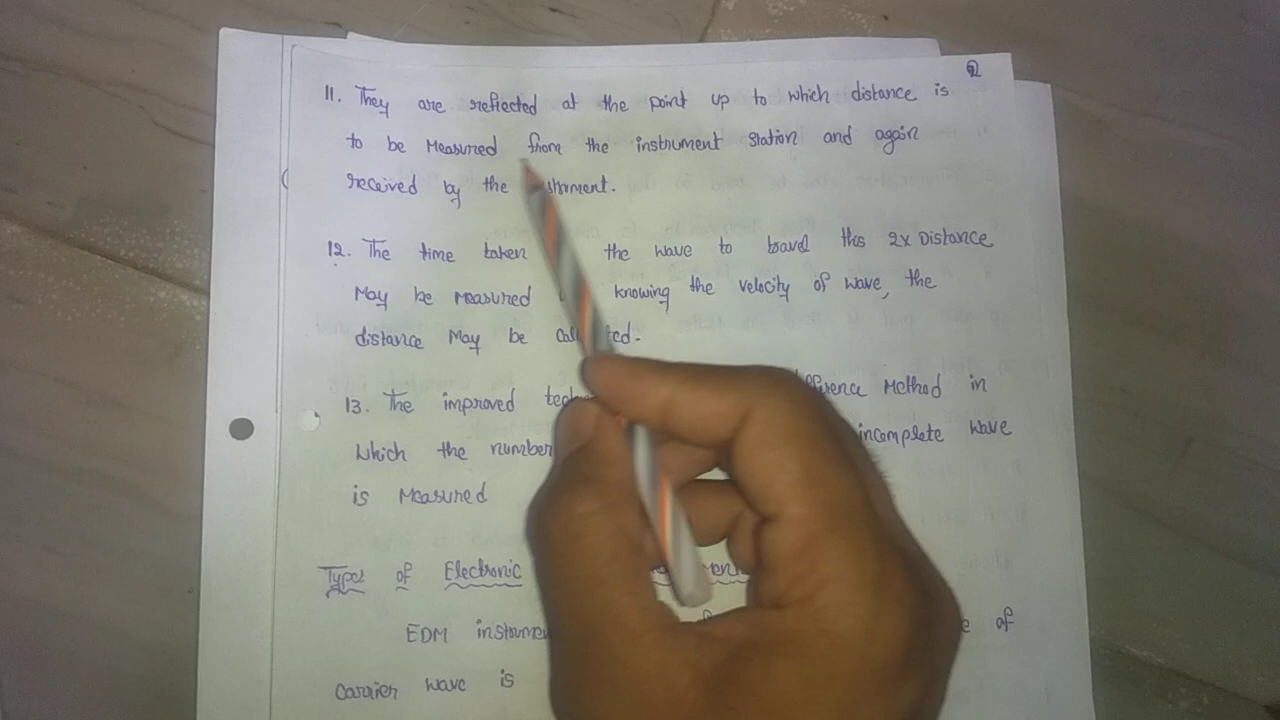 2
11. They are reflected at the point up to which distance is
to be Measured from the instrument station and again
received by the
12. The time taken the wave to travel this 2x Distance
May be Measured knowing the velocity of wave, the
distance May be
13. The improved Method in
Which the number incomplete wave
is Measured
Types of Electronic
EDM of
Carrier wave is